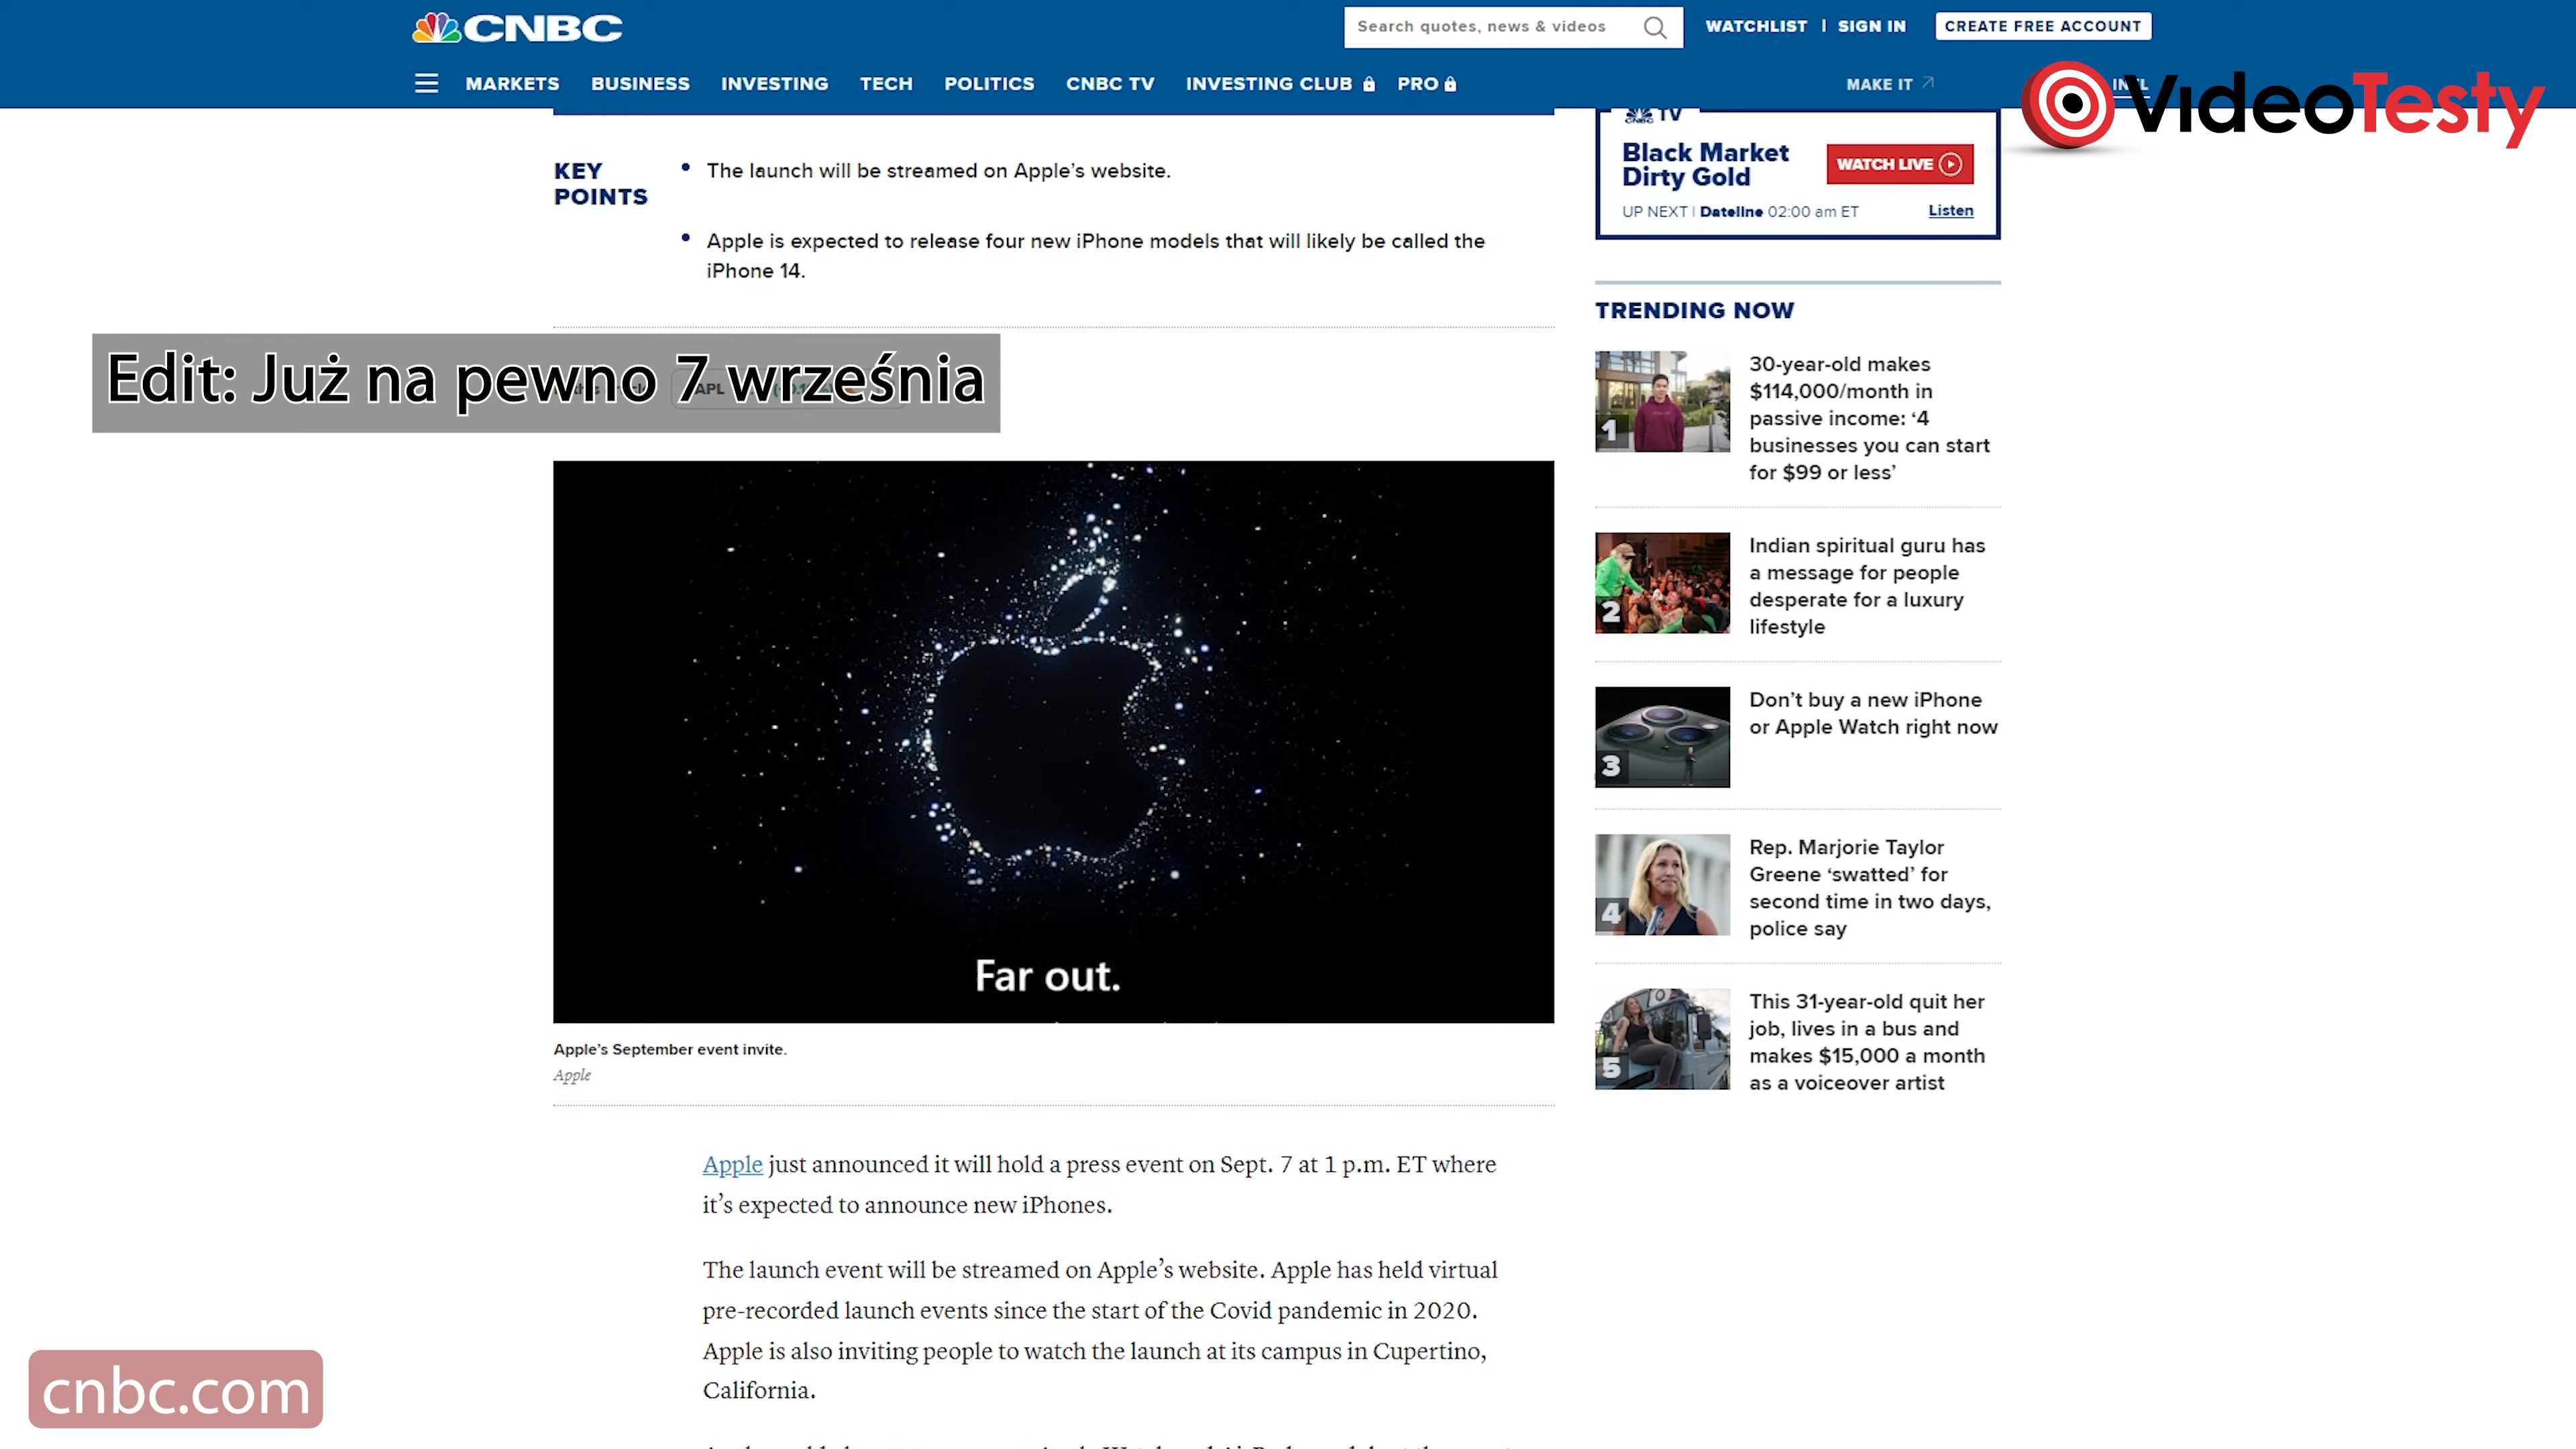 CNBC
Search quotes, news & videos
WATCHLIST | SIGN IN
CREATE FREE ACCOUNT
MARKETS BUSINESS INVESTING TECH POLITICS CNBC TV INVESTING CLUB PRO
MAKE IT
VideoTesty
KEY
POINTS
• The launch will be streamed on Apple's website.
• Apple is expected to release four new iPhone models that will likely be called the
iPhone 14.
Edit: Już na pewno 7 września
Far out.
Apple's September event invite.
Apple
Apple just announced it will hold a press event on Sept. 7 at 1 p.m. ET where
it's expected to announce new iPhones.
The launch event will be streamed on Apple's website. Apple has held virtual
pre-recorded launch events since the start of the Covid pandemic in 2020.
Apple is also inviting people to watch the launch at its campus in Cupertino,
California.
CNBC TV
Black Market
Dirty Gold
WATCH LIVE
UP NEXT | Dateline 02:00 am ET
Listen
TRENDING NOW
1
30-year-old makes
$114,000/month in
passive income: ‘4
businesses you can start
for $99 or less’
2
Indian spiritual guru has
a message for people
desperate for a luxury
lifestyle
3
Don't buy a new iPhone
or Apple Watch right now
4
Rep. Marjorie Taylor
Greene ‘swatted’ for
second time in two days,
police say
5
This 31-year-old quit her
job, lives in a bus and
makes $15,000 a month
as a voiceover artist
cnbc.com